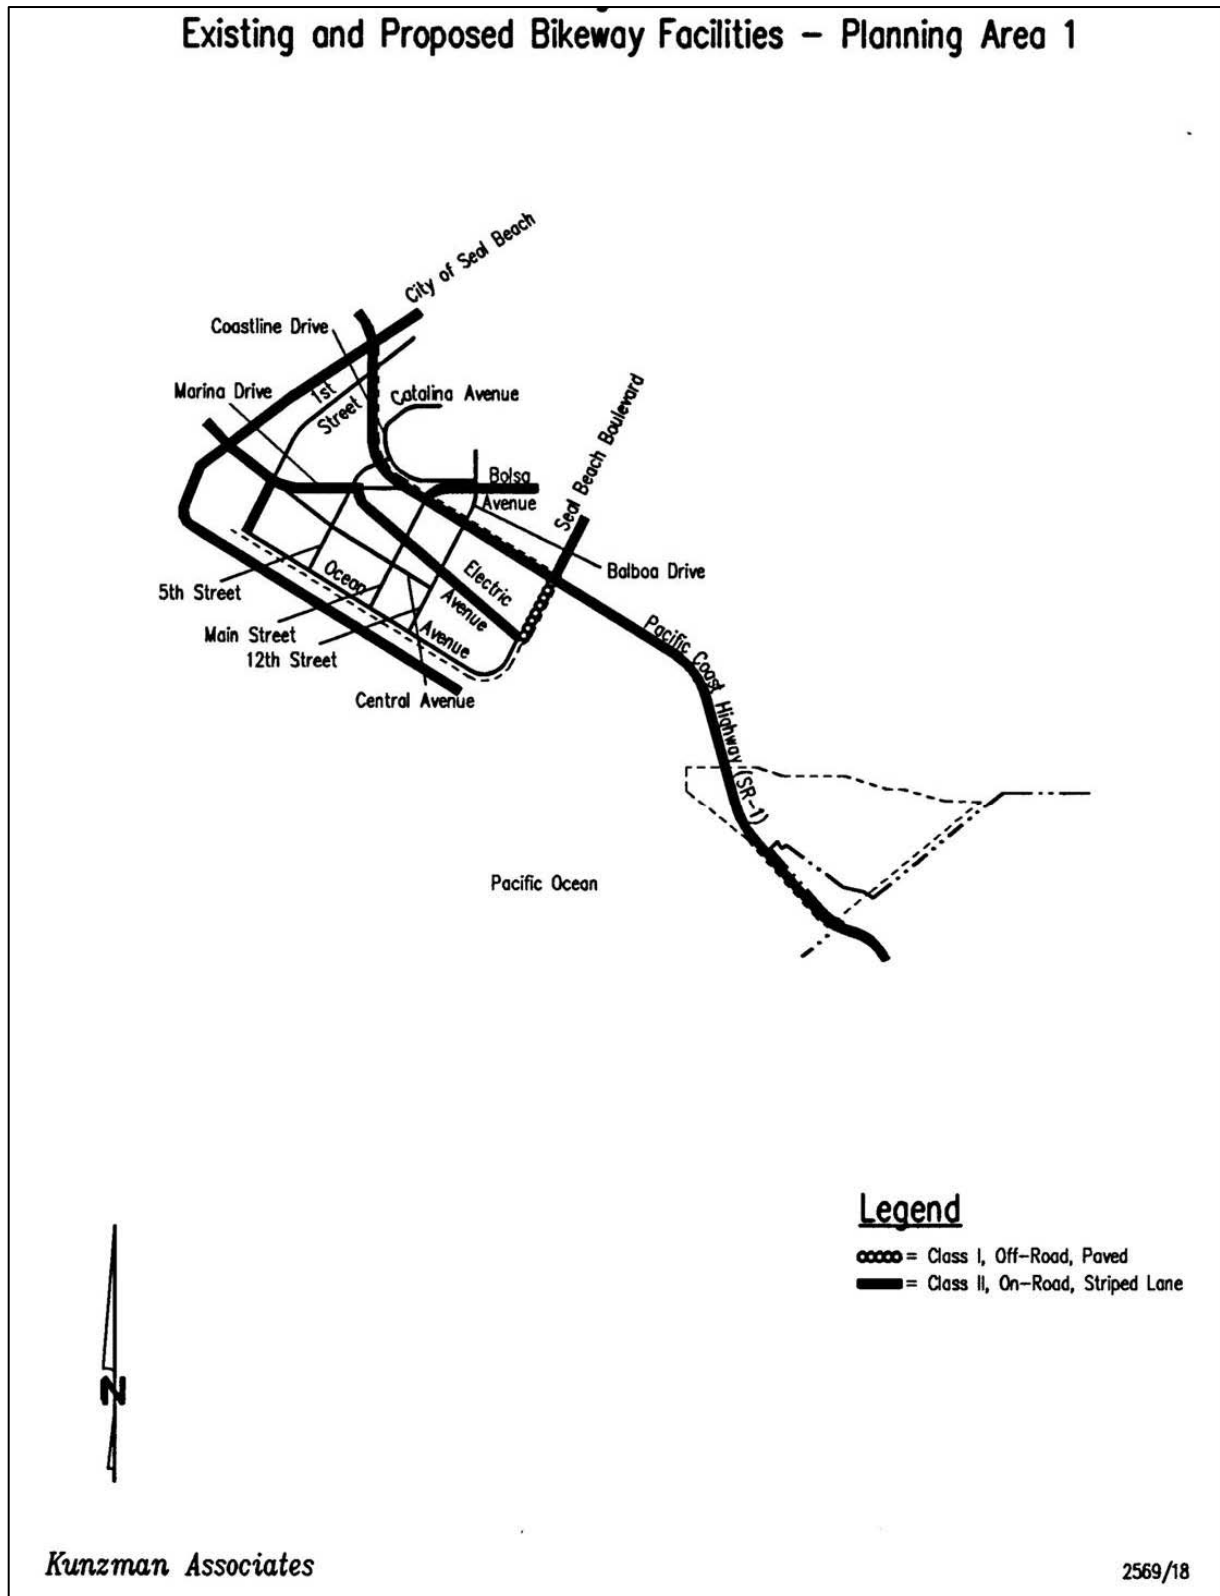 Existing and Proposed Bikeway Facilities – Planning Area 1
City of Seal Beach
Coastline Drive
Marina Drive
1st
Street
Catalina Avenue
Seal Beach Boulevard
Bolsa
Avenue
Balboa Drive
5th Street
Ocean
Avenue
Electric
Avenue
Main Street
12th Street
Central Avenue
Pacific Coast Highway (SR-1)
Pacific Ocean
Legend
= Class I, Off-Road, Paved
= Class II, On-Road, Striped Lane
N
Kunzman Associates
2569/18